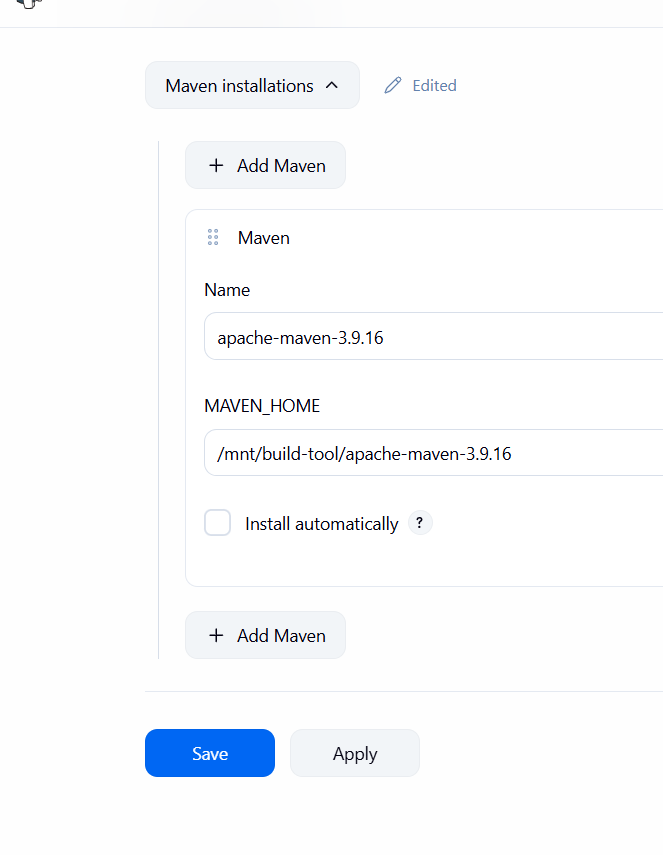 Maven installations
Edited
Add Maven
Maven
Name
apache-maven-3.9.16
MAVEN_HOME
/mnt/build-tool/apache-maven-3.9.16
Install automatically ?
Add Maven
Save
Apply